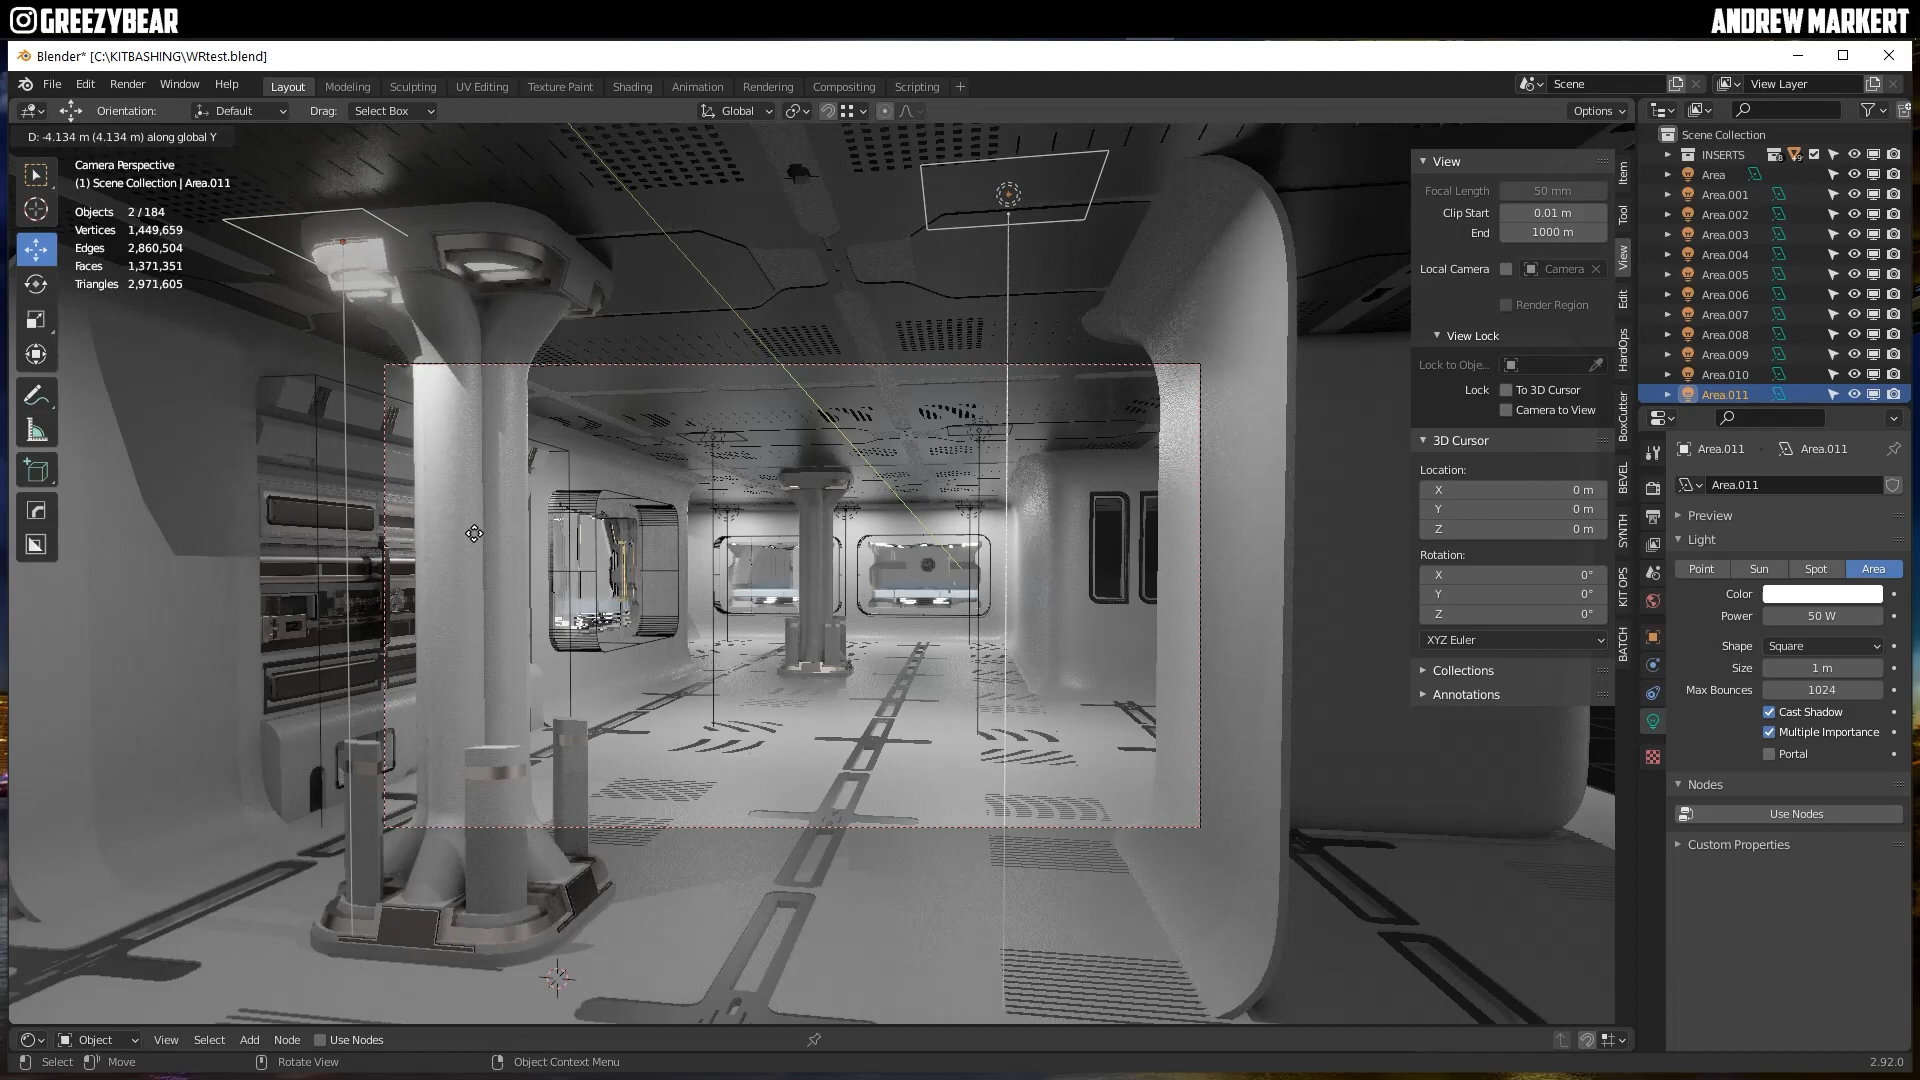 GREEZYBEAR
ANDREW MARKERT
Blender* [C:\KITBASHING\WRtest.blend]
File Edit Render Window Help
Layout Modeling Sculpting UV Editing Texture Paint Shading Animation Rendering Compositing Scripting +
Scene
View Layer
Orientation: Default Drag: Select Box
Global
Options
D: -4.134 m (4.134 m) along global Y
Camera Perspective
(1) Scene Collection | Area.011
Objects 2 / 184
Vertices 1,449,659
Edges 2,860,504
Faces 1,371,351
Triangles 2,971,605
View
Focal Length 50 mm
Clip Start 0.01 m
End 1000 m
Local Camera Camera
Render Region
View Lock
Lock to Obje...
Lock To 3D Cursor
Camera to View
3D Cursor
Location:
X 0 m
Y 0 m
Z 0 m
Rotation:
X 0°
Y 0°
Z 0°
XYZ Euler
Collections
Annotations
Item
Tool
View
Edit
HardOps
BoxCutter
BEVEL
SYNTH
KIT OPS
BATCH
Scene Collection
INSERTS
Area
Area.001
Area.002
Area.003
Area.004
Area.005
Area.006
Area.007
Area.008
Area.009
Area.010
Area.011
Area.011 Area.011
Area.011
Preview
Light
Point Sun Spot Area
Color
Power 50 W
Shape Square
Size 1 m
Max Bounces 1024
Cast Shadow
Multiple Importance
Portal
Nodes
Use Nodes
Custom Properties
Object View Select Add Node Use Nodes
Select Move Rotate View Object Context Menu
2.92.0